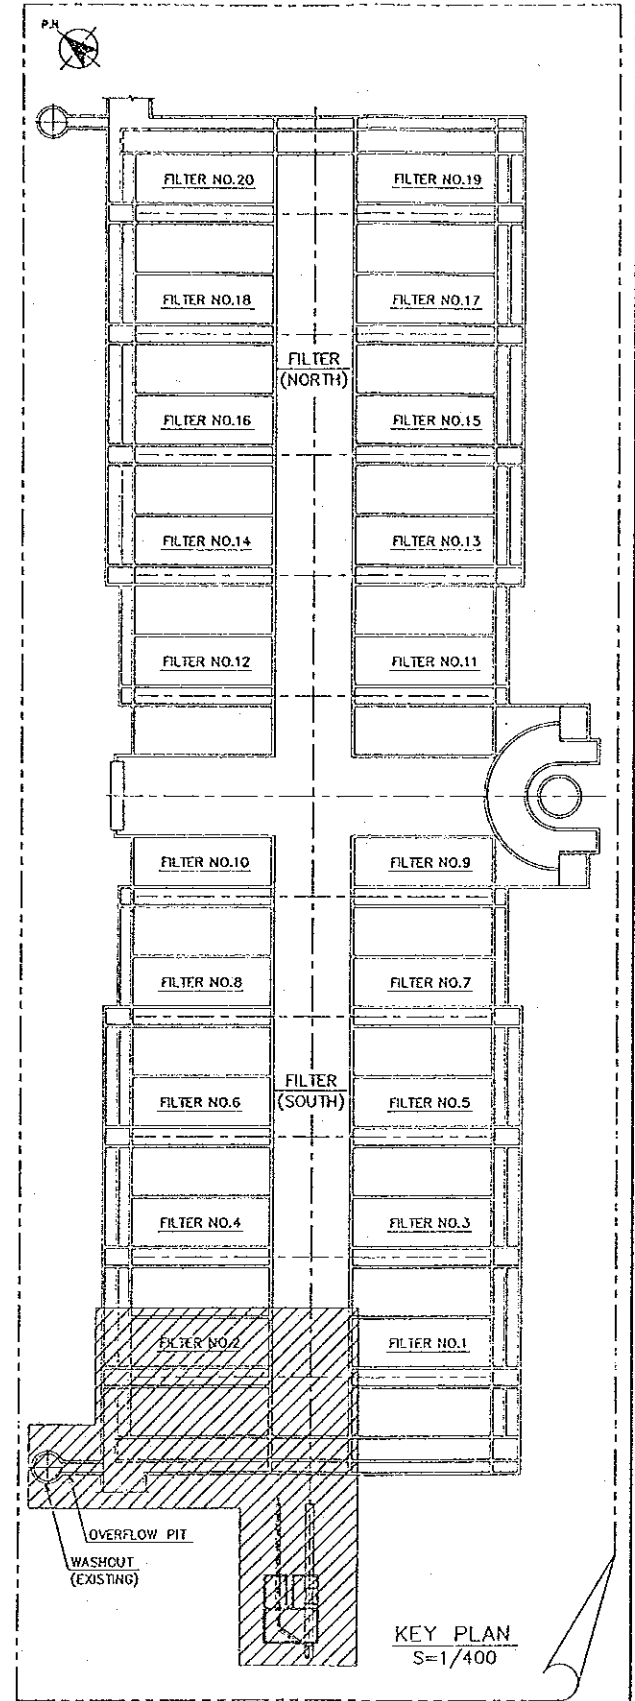 P.N
FILTER NO.20
FILTER NO.19
FILTER NO.18
FILTER NO.17
FILTER
(NORTH)
FILTER NO.16
FILTER NO.15
FILTER NO.14
FILTER NO.13
FILTER NO.12
FILTER NO.11
FILTER NO.10
FILTER NO.9
FILTER NO.8
FILTER NO.7
FILTER
(SOUTH)
FILTER NO.6
FILTER NO.5
FILTER NO.4
FILTER NO.3
FILTER NO.2
FILTER NO.1
OVERFLOW PIT
WASHOUT
(EXISTING)
KEY PLAN
S=1/400